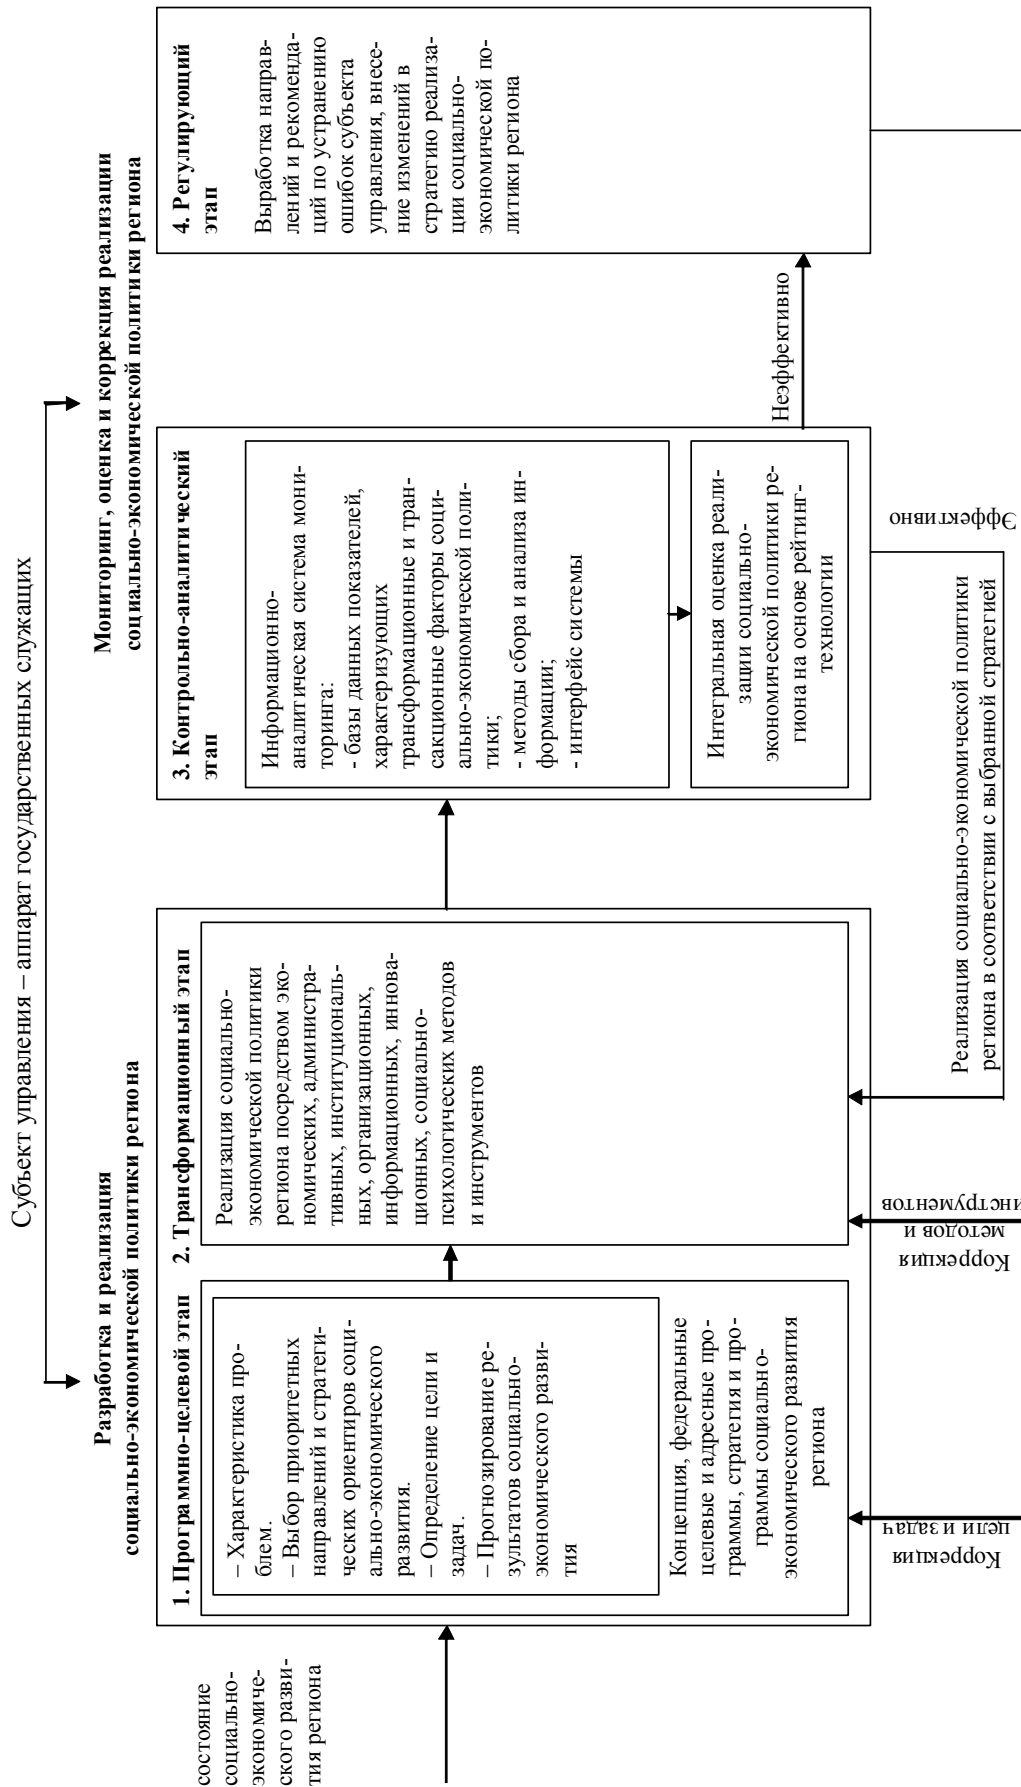 Субъект управления – аппарат государственных служащих
Разработка и реализация
социально-экономической политики региона
Мониторинг, оценка и коррекция реализации
социально-экономической политики региона
состояние
социально-
экономиче-
ского разви-
тия региона
1. Программно-целевой этап
– Характеристика про-
блем.
– Выбор приоритетных
направлений и стратеги-
ческих ориентиров соци-
ально-экономического
развития.
– Определение цели и
задач.
– Прогнозирование ре-
зультатов социально-
экономического разви-
тия
Концепция, федеральные
целевые и адресные про-
граммы, стратегия и про-
граммы социально-
экономического развития
региона
2. Трансформационный этап
Реализация социально-
экономической политики
региона посредством эко-
номических, администра-
тивных, институциональ-
ных, организационных,
информационных, иннова-
ционных, социально-
психологических методов
и инструментов
3. Контрольно-аналитический
этап
Информационно-
аналитическая система мони-
торинга:
- базы данных показателей,
характеризующих
трансформационные и тран-
сакционные факторы соци-
ально-экономической поли-
тики;
- методы сбора и анализа ин-
формации;
- интерфейс системы
Интегральная оценка реали-
зации социально-
экономической политики ре-
гиона на основе рейтинг-
технологии
Неэффективно
4. Регулирующий
этап
Выработка направ-
лений и рекоменда-
ций по устранению
ошибок субъекта
управления, внесе-
ние изменений в
стратегию реализа-
ции социально-
экономической по-
литики региона
Эффективно
Реализация социально-экономической политики
региона в соответствии с выбранной стратегией
Коррекция
методов и
инструментов
Коррекция
цели и задач